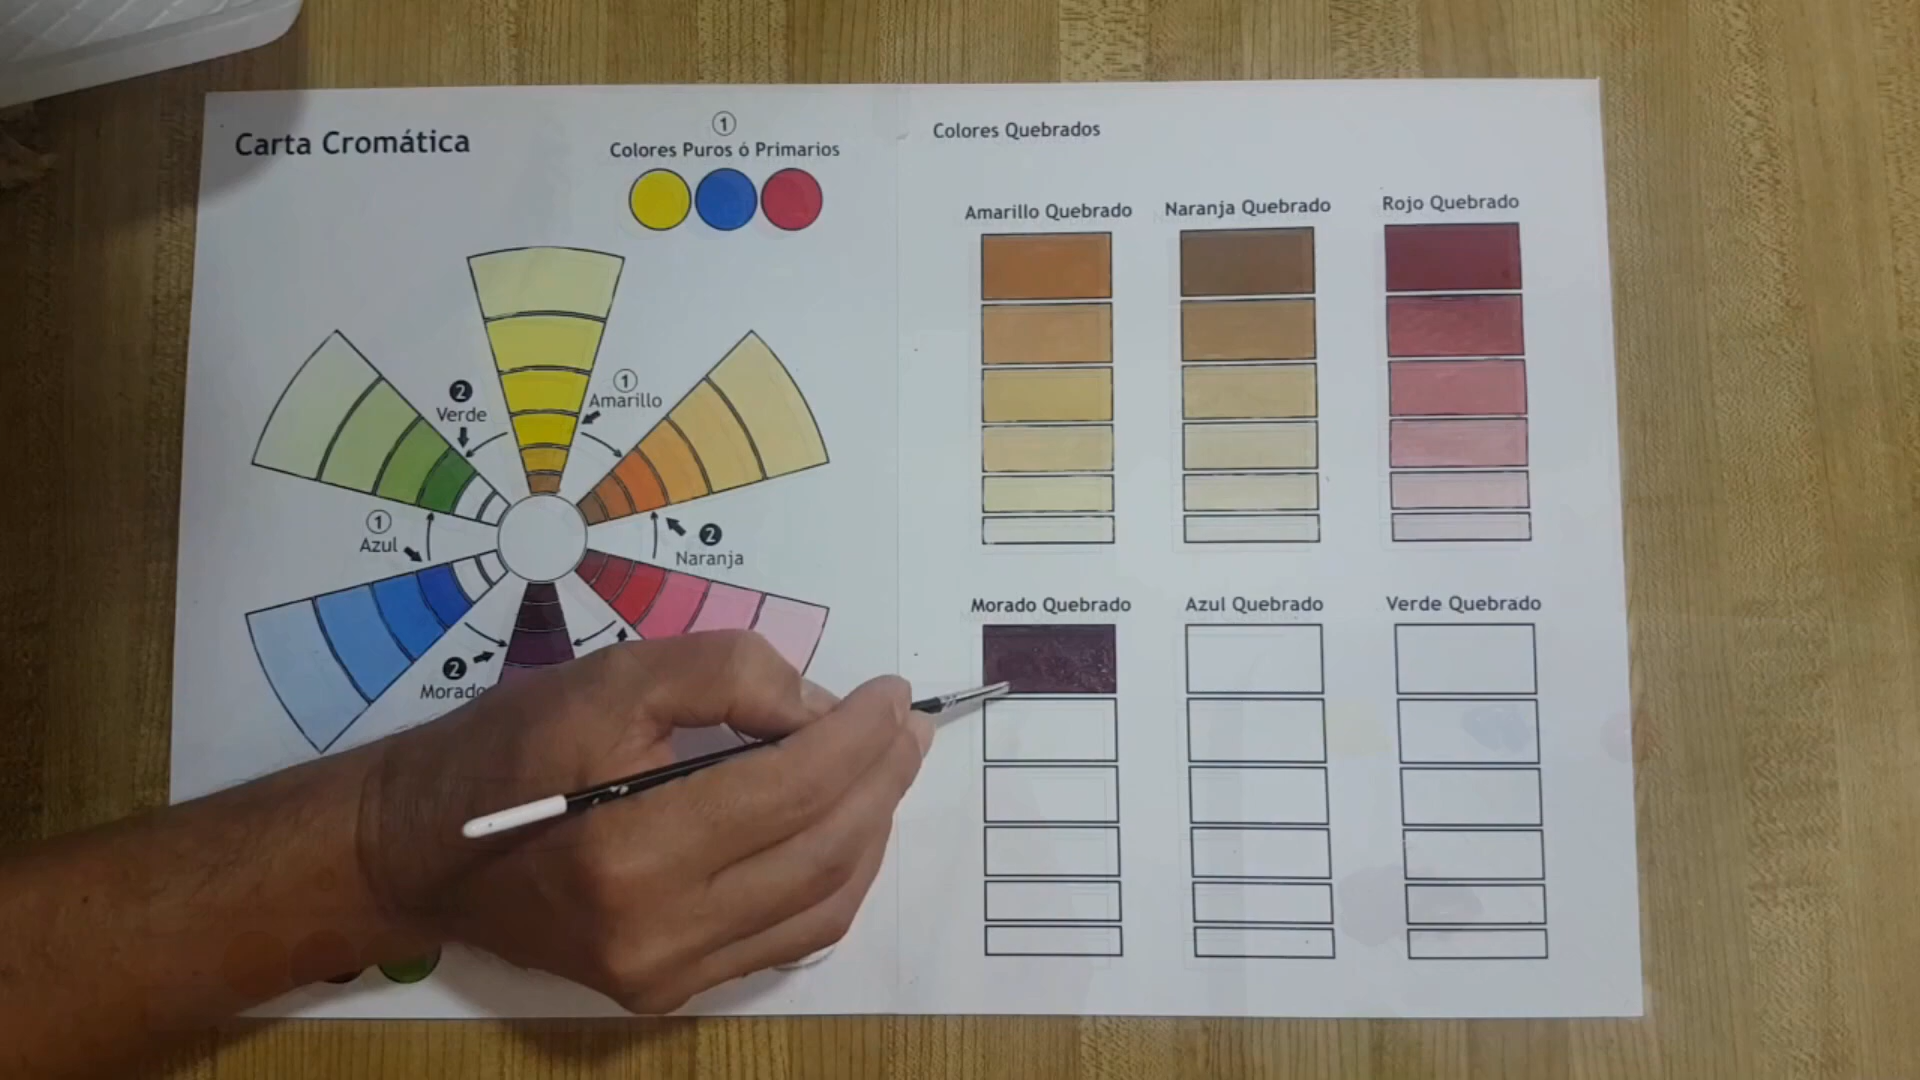 Carta Cromática
1
Colores Puros ó Primarios
2
Verde
1
Amarillo
1
Azul
2
Naranja
2
Morado
Colores Quebrados
Amarillo Quebrado
Naranja Quebrado
Rojo Quebrado
Morado Quebrado
Azul Quebrado
Verde Quebrado